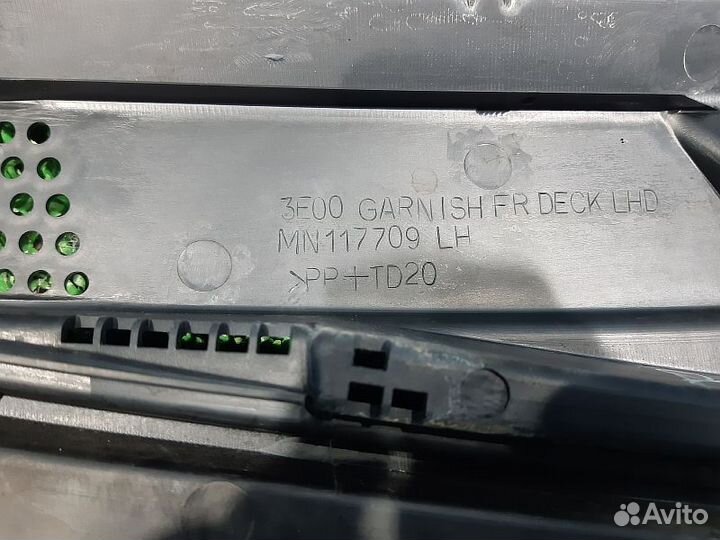 3E00 GARNISH FR DECK LHD
MN117709 LH
>PP+TD20
Avito